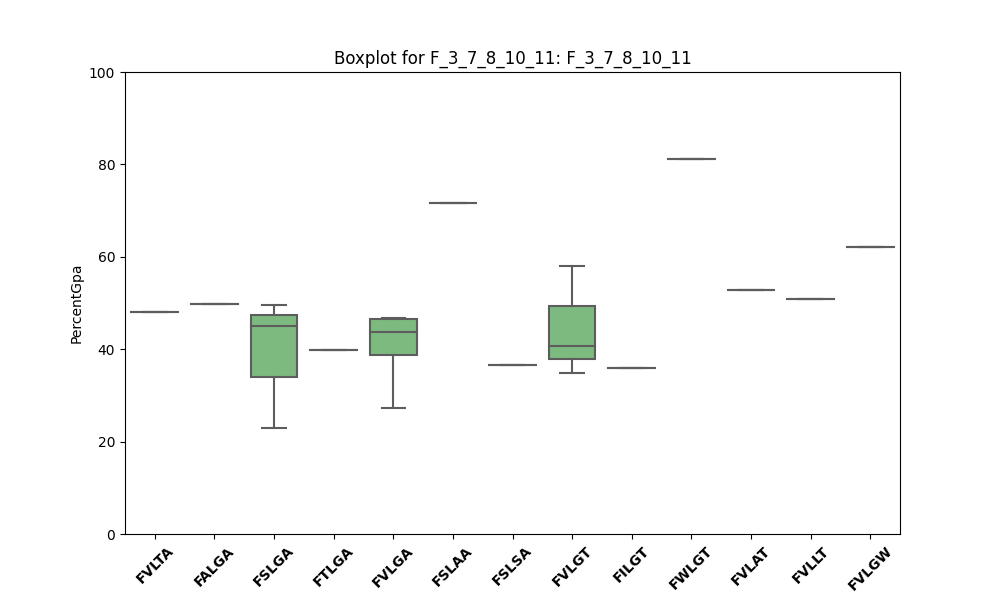 Boxplot for F_3_7_8_10_11: F_3_7_8_10_11
100
80
60
40
20
0
PercentGpa
FVLTA
FALGA
FSLGA
FTLGA
FVLGA
FSLAA
FSLSA
FVLGT
FILGT
FWLGT
FVLAT
FVLLT
FVLGW